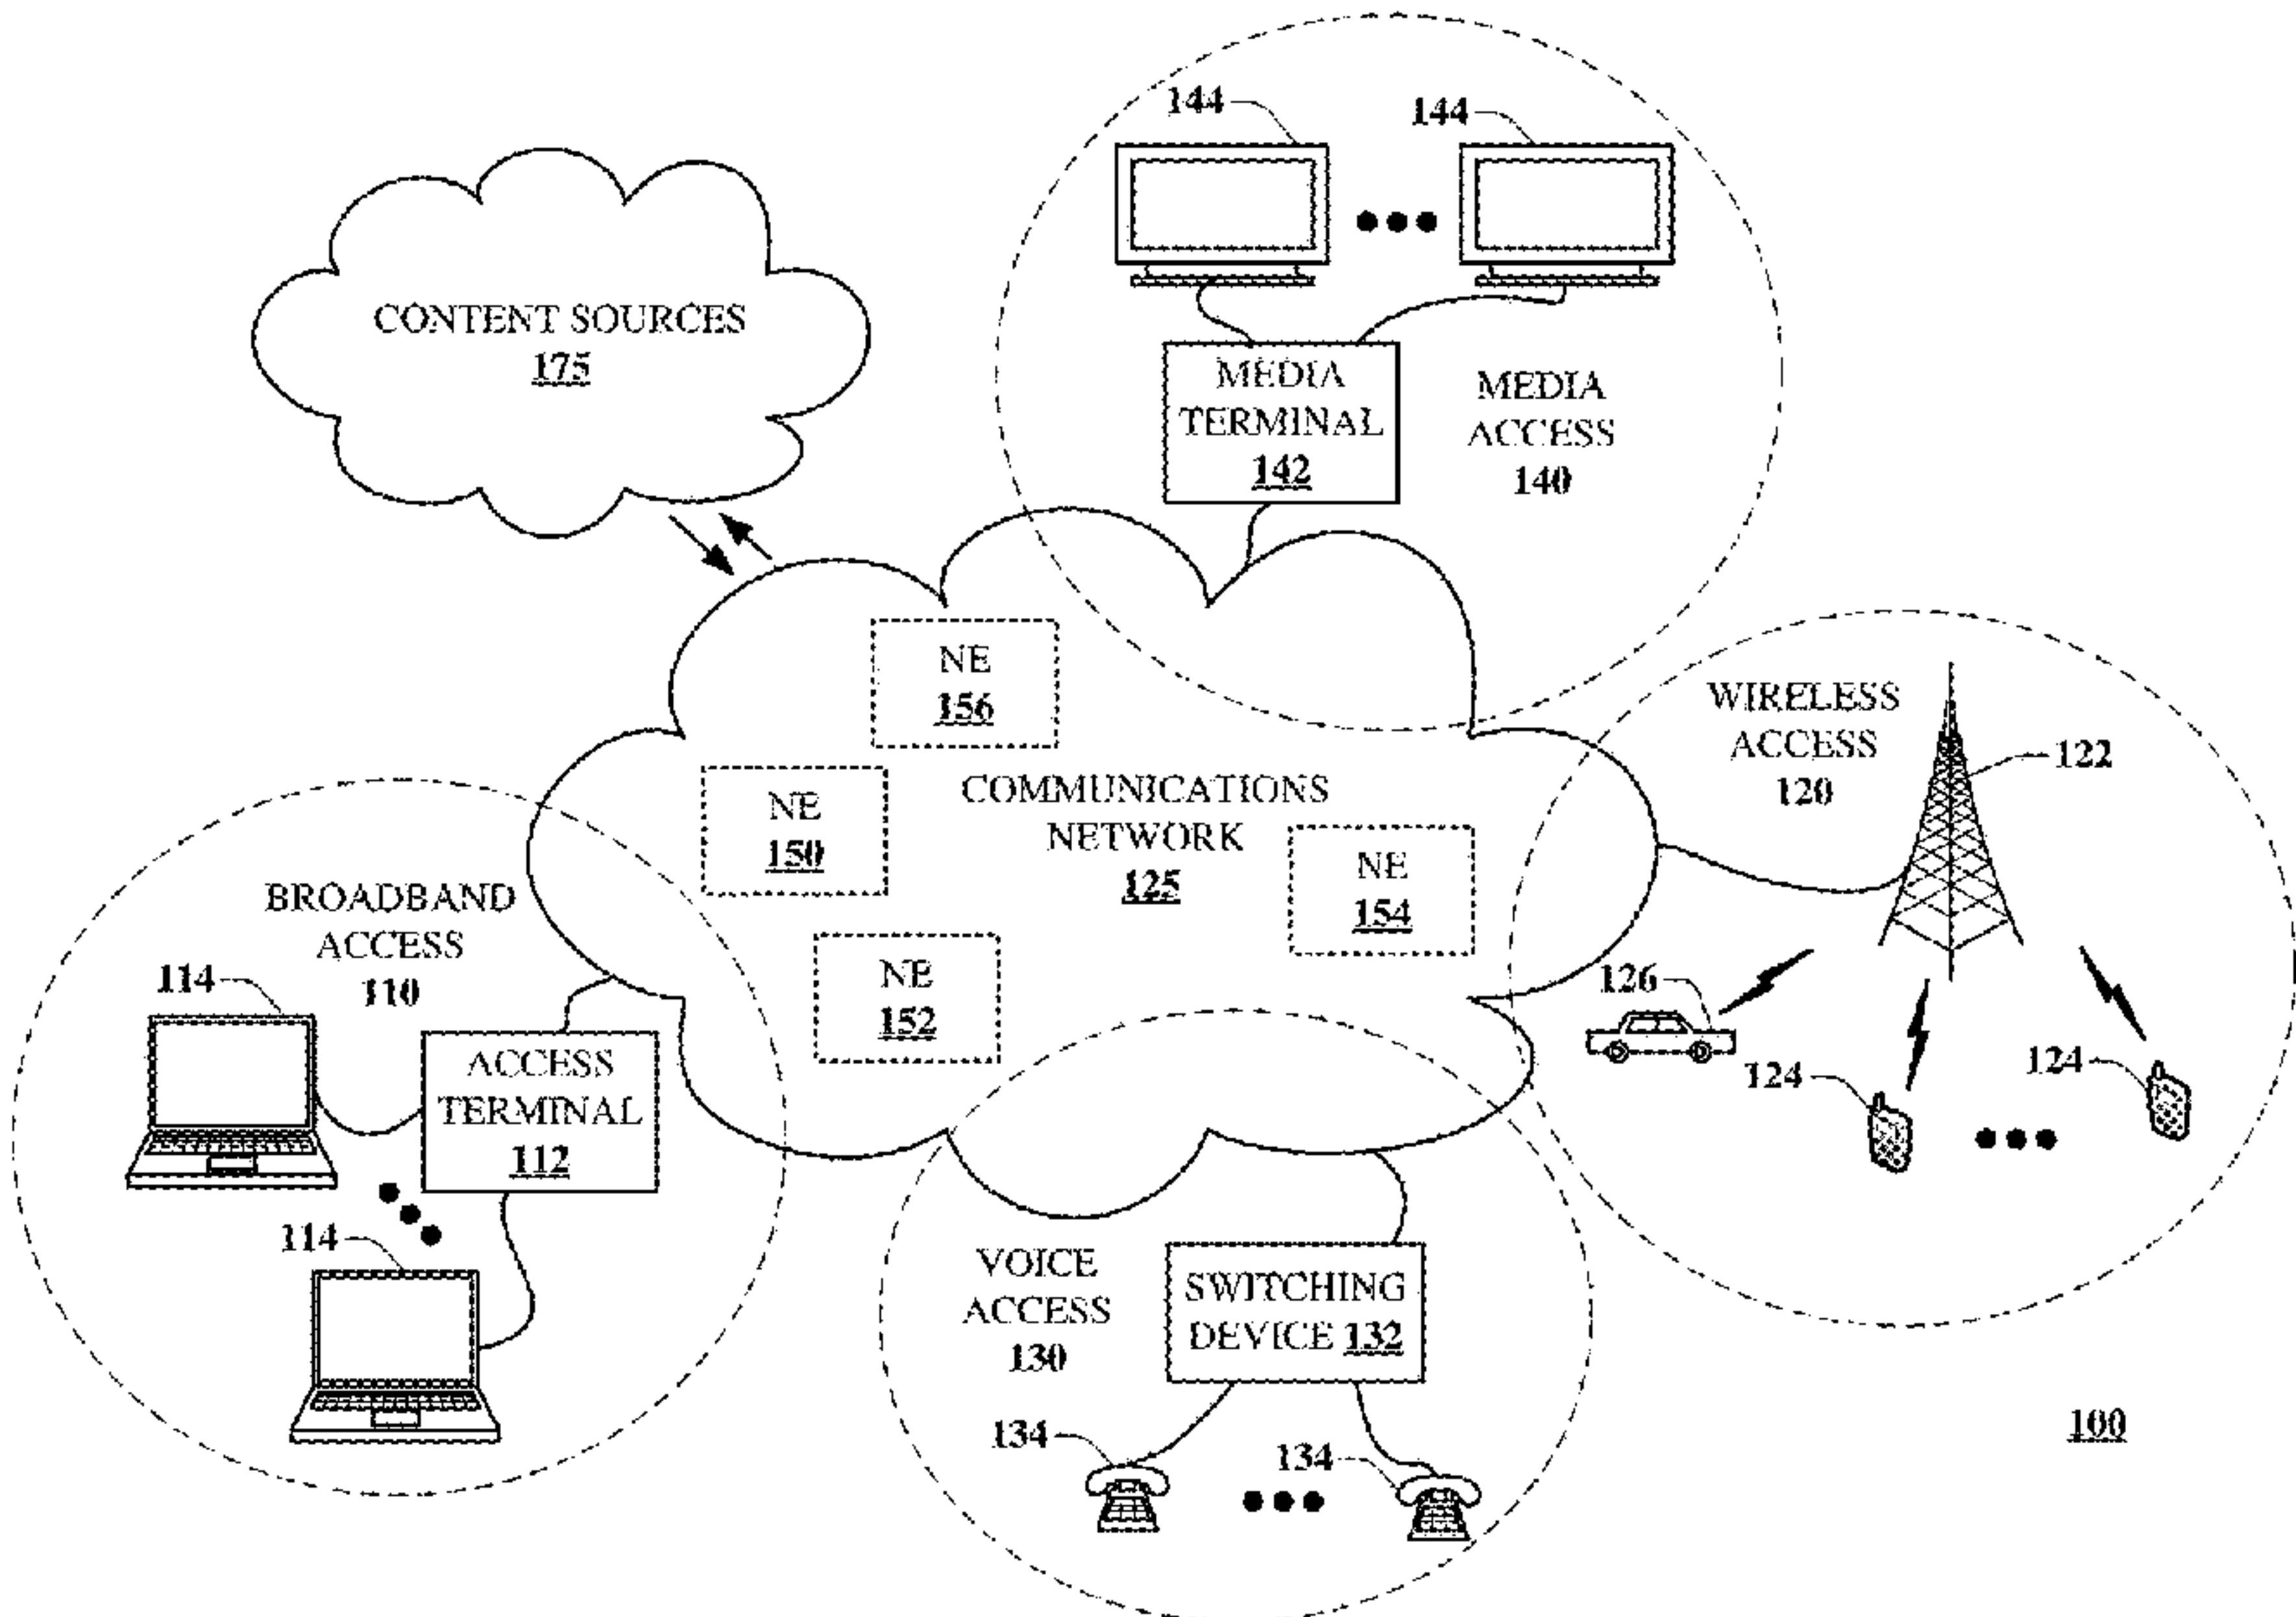 144
144
CONTENT SOURCES
175
MEDIA
TERMINAL
142
MEDIA
ACCESS
140
NE
156
WIRELESS
ACCESS
120
122
NE
150
COMMUNICATIONS
NETWORK
125
NE
154
BROADBAND
ACCESS
110
114
NE
152
126
124
124
ACCESS
TERMINAL
112
114
VOICE
ACCESS
130
SWITCHING
DEVICE 132
134
134
100